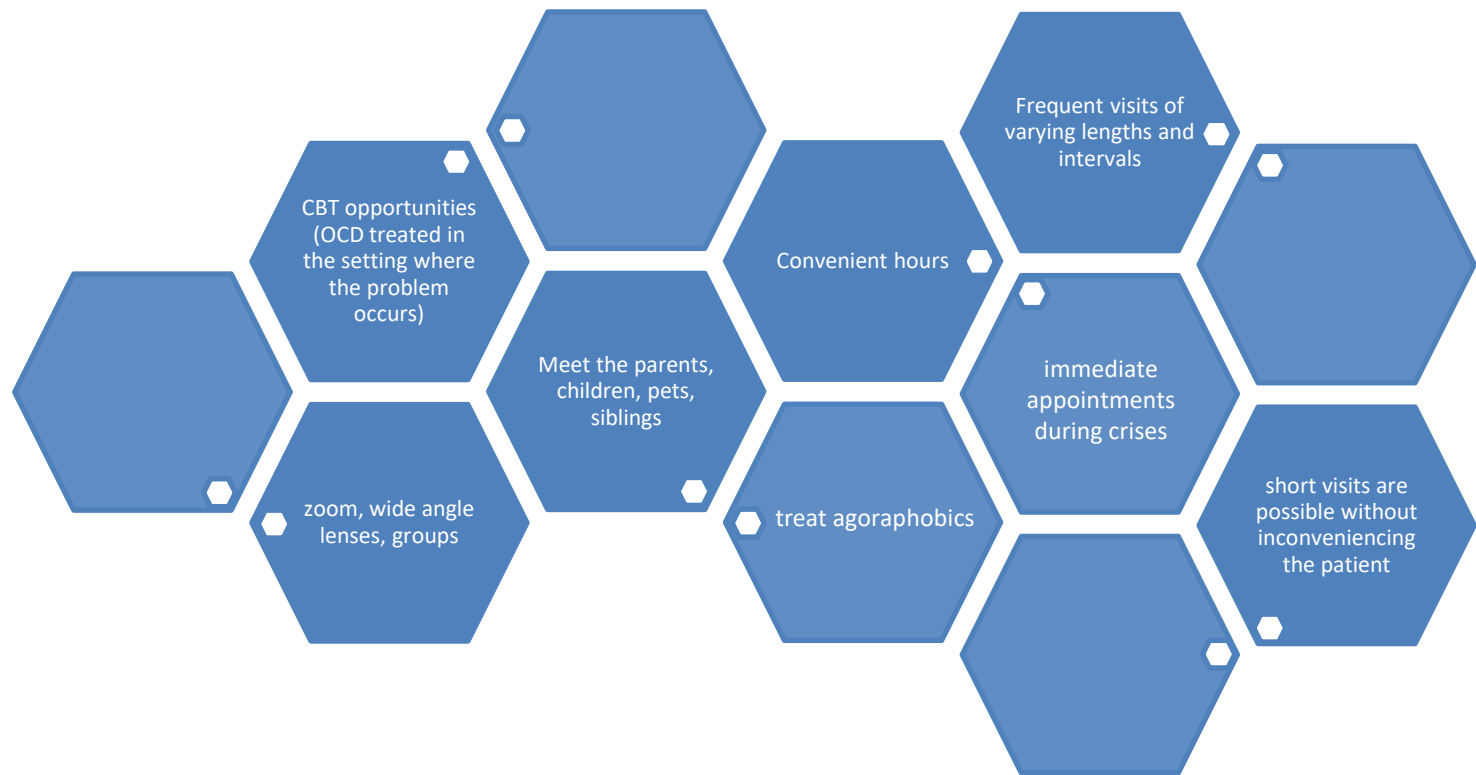 CBT opportunities
(OCD treated in
the setting where
the problem
occurs)
zoom, wide angle
lenses, groups
Meet the parents,
children, pets,
siblings
Convenient hours
treat agoraphobics
Frequent visits of
varying lengths and
intervals
immediate
appointments
during crises
short visits are
possible without
inconveniencing
the patient